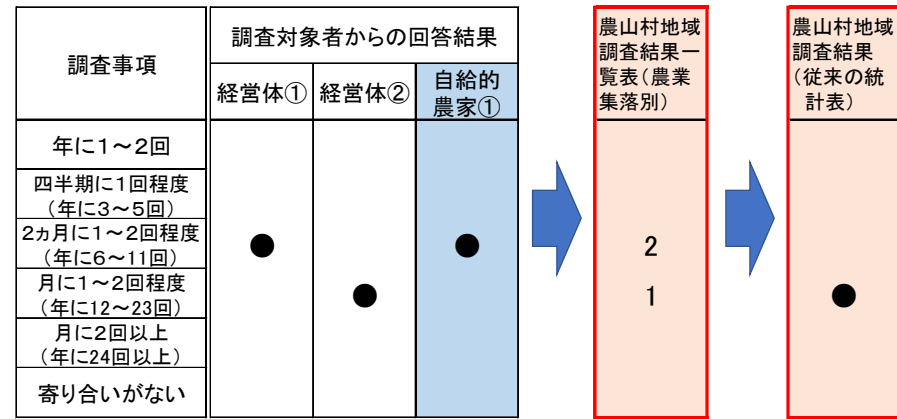 調査事項
調査対象者からの回答結果
経営体①
経営体②
自給的
農家①
農山村地域
調査結果一
覧表(農業
集落別)
農山村地域
調査結果
(従来の統
計表)
年に1~2回
四半期に1回程度
(年に3~5回)
2ヵ月に1~2回程度
(年に6~11回)
● ● 2
月に1~2回程度
(年に12~23回)
● 1 ●
月に2回以上
(年に24回以上)
寄り合いがない